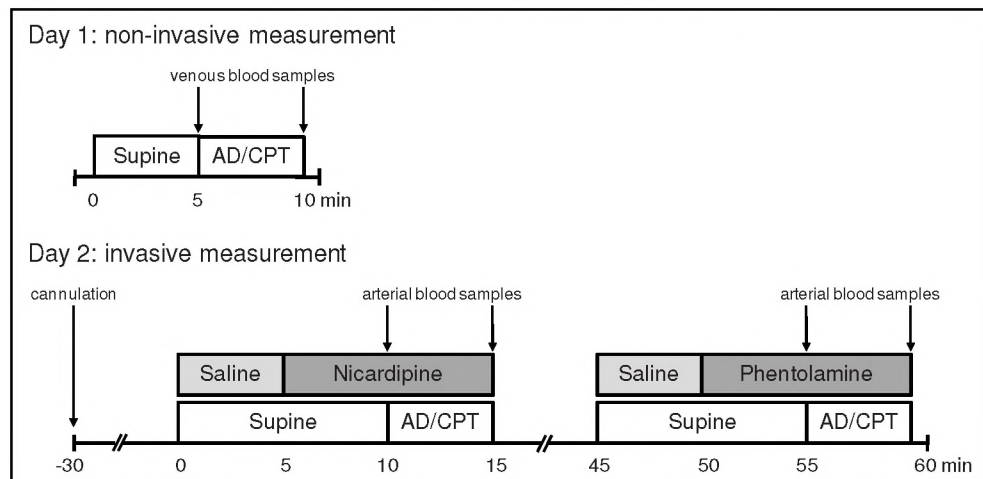 Day 1: non-invasive measurement
venous blood samples
Supine AD/CPT
0 5 10 min
Day 2: invasive measurement
cannulation arterial blood samples arterial blood samples
Saline Nicardipine Saline Phentolamine
Supine AD/CPT Supine AD/CPT
-30 0 5 10 15 45 50 55 60 min